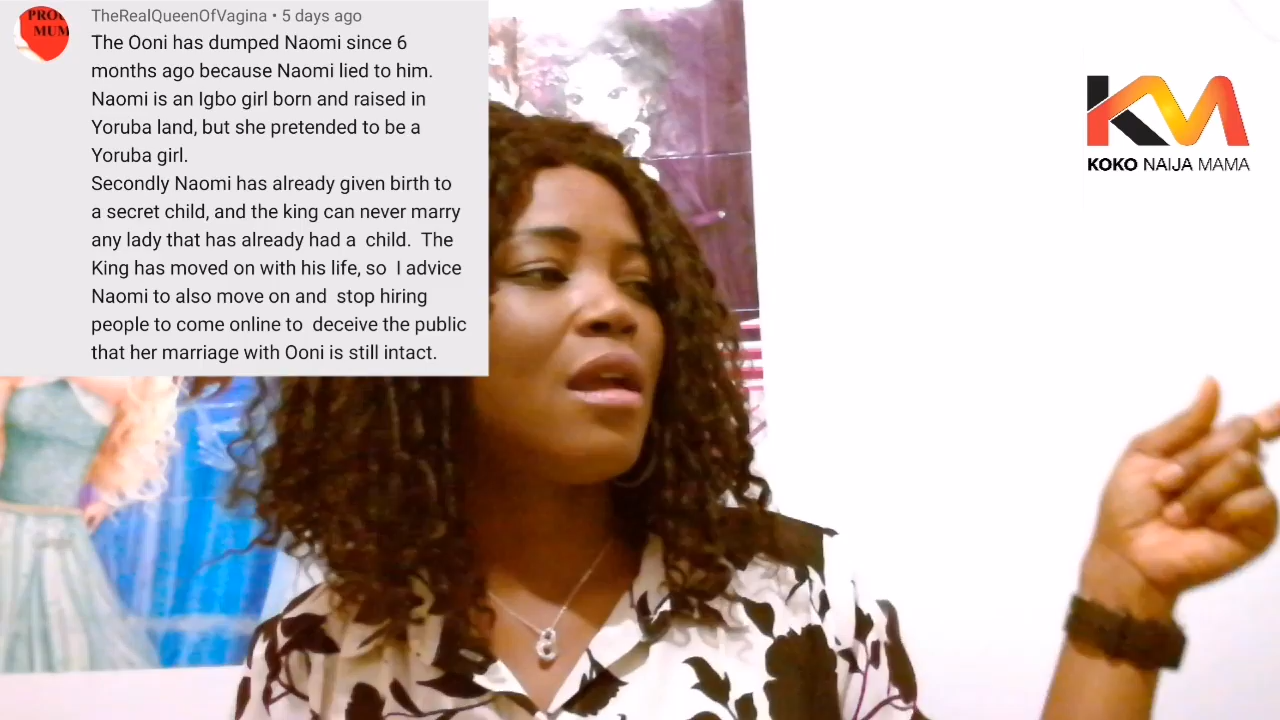 PROU
MUM
TheRealQueenOfVagina • 5 days ago
The Ooni has dumped Naomi since 6
months ago because Naomi lied to him.
Naomi is an Igbo girl born and raised in
Yoruba land, but she pretended to be a
Yoruba girl.
Secondly Naomi has already given birth to
a secret child, and the king can never marry
any lady that has already had a child. The
King has moved on with his life, so I advice
Naomi to also move on and stop hiring
people to come online to deceive the public
that her marriage with Ooni is still intact.
KM
KOKO NAIJA MAMA